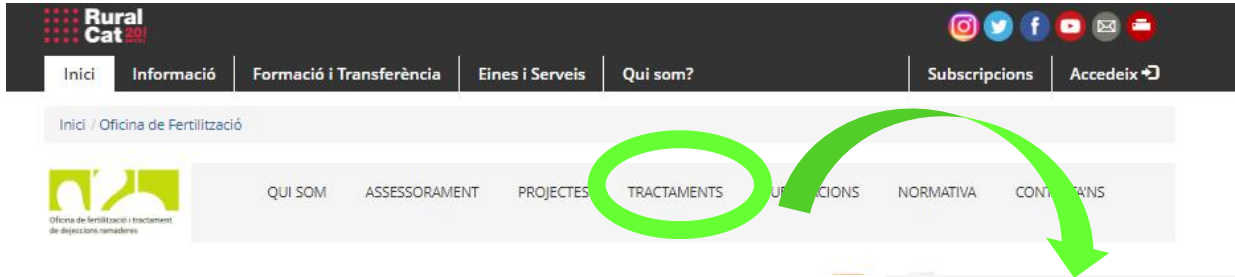 Rural
Cat 20!
Inici Informació Formació i Transferència Eines i Serveis Qui som? Subscripcions Accedeix
Inici / Oficina de Fertilització
QUI SOM ASSESSORAMENT PROJECTES TRACTAMENTS NORMATIVA
Oficina de fertilització i tractament
de dejeccions ramaderes